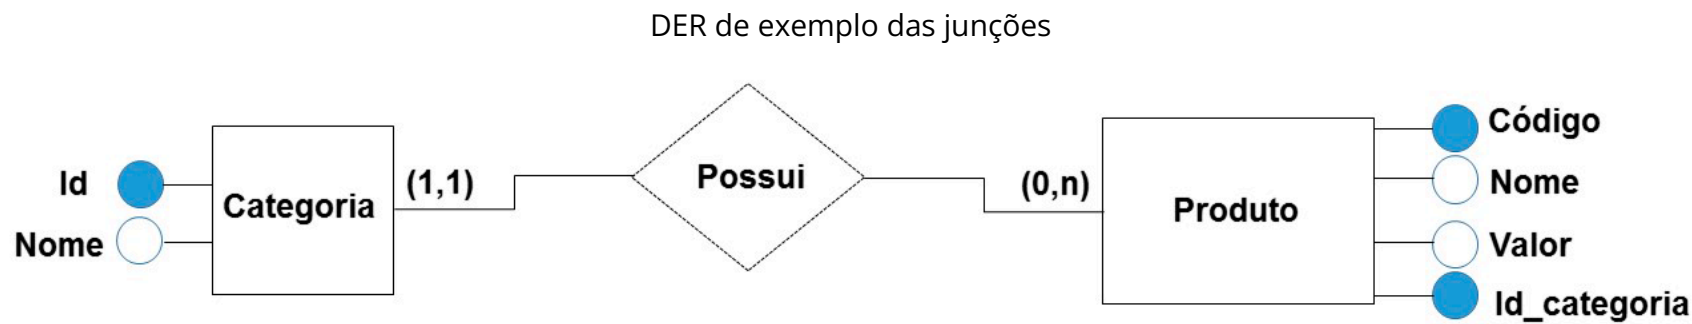 DER de exemplo das junções
Id
Nome
Categoria
(1,1)
Possui
(0,n)
Produto
Código
Nome
Valor
Id_categoria